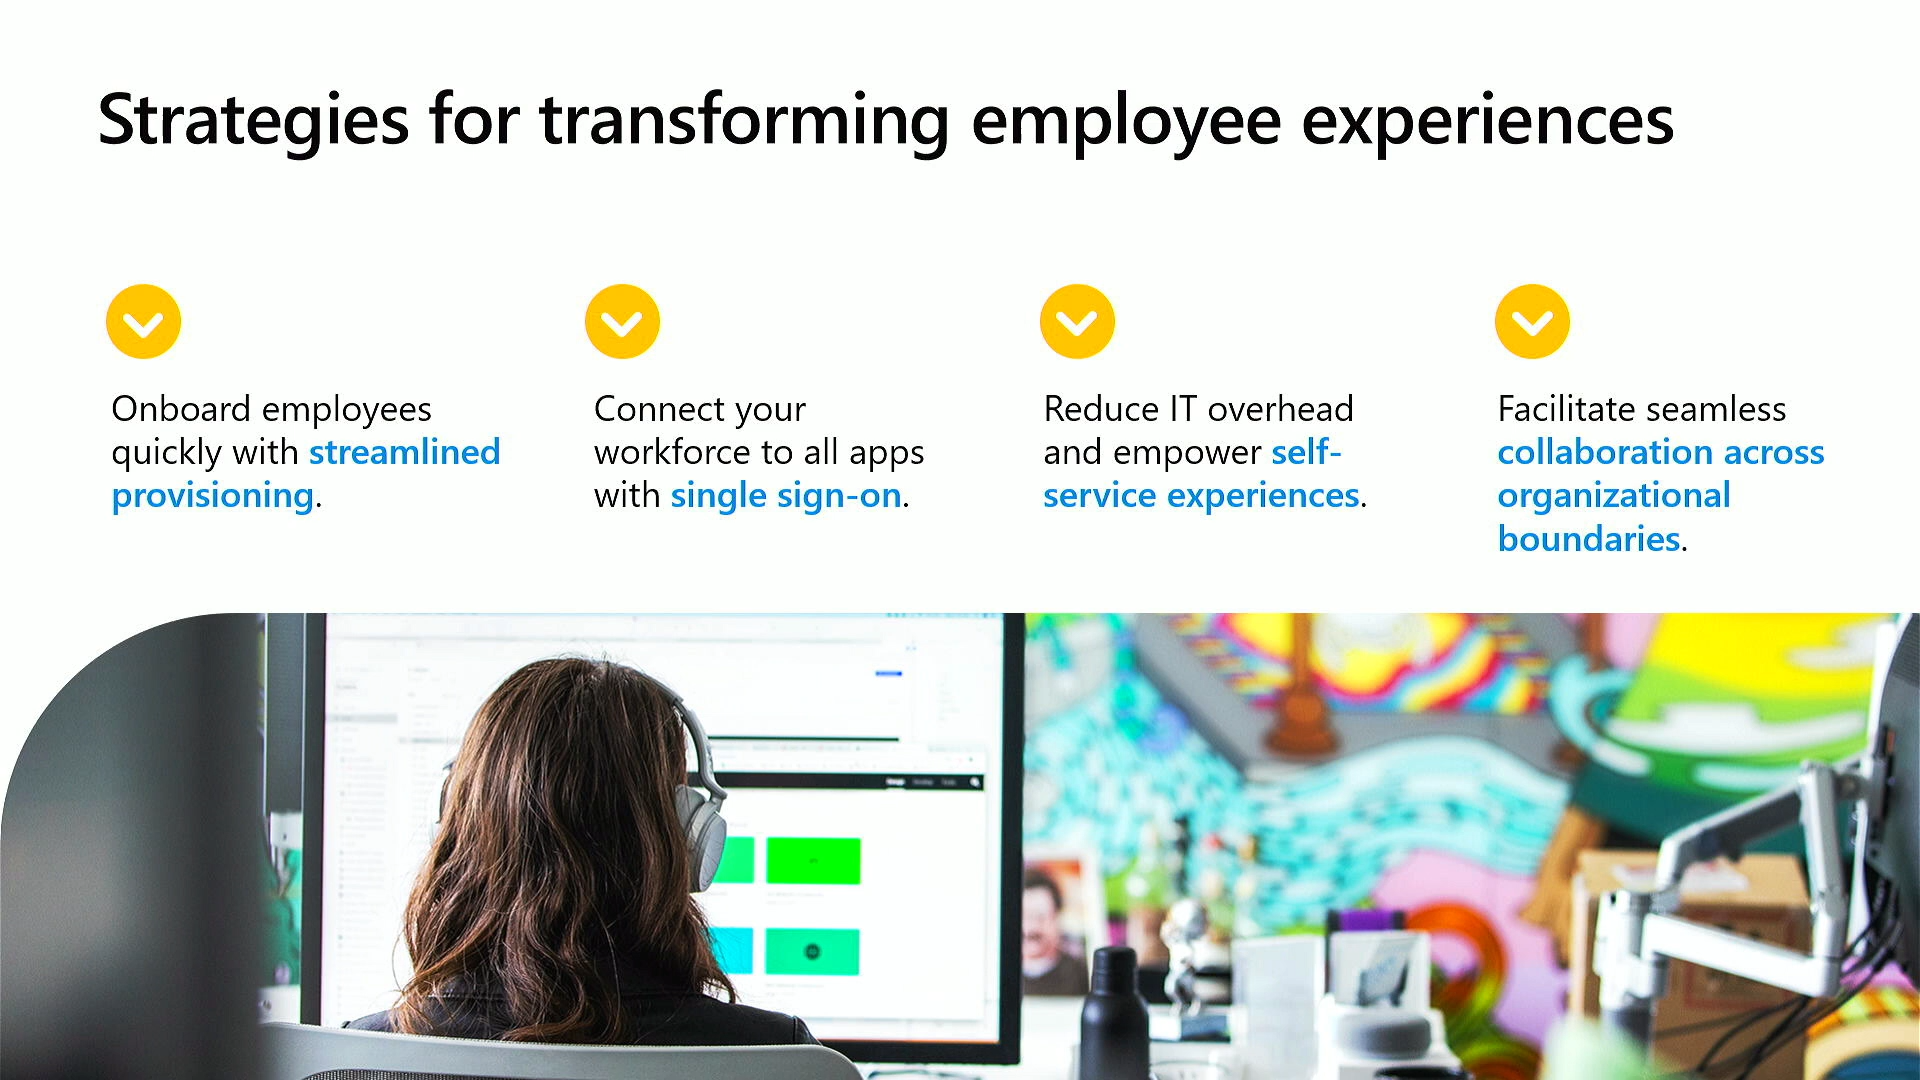 Strategies for transforming employee experiences
Onboard employees
quickly with streamlined
provisioning.
Connect your
workforce to all apps
with single sign-on.
Reduce IT overhead
and empower self-
service experiences.
Facilitate seamless
collaboration across
organizational
boundaries.